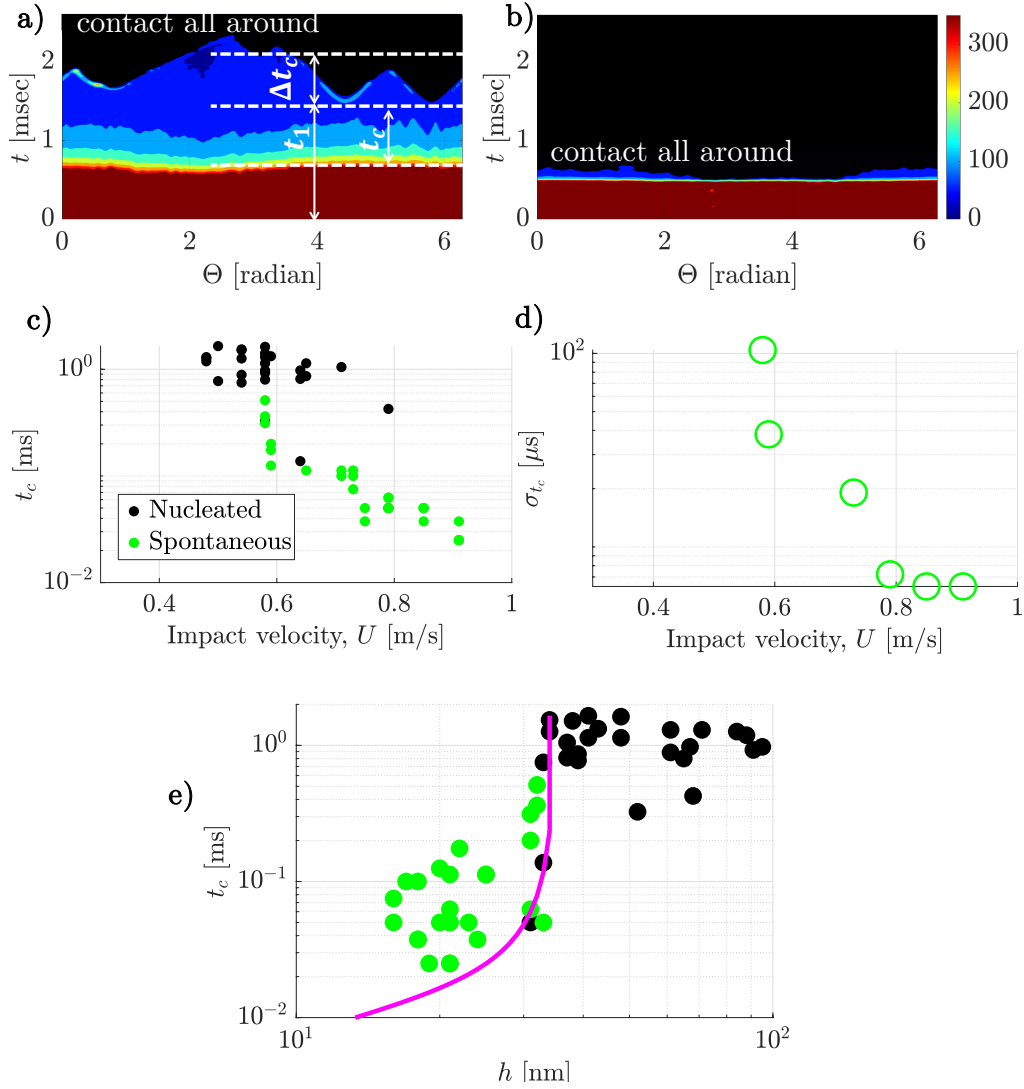 a)
contact all around
2
1
0
t [msec]
Δt_c
t_1
t_c
0 2 4 6
Θ [radian]
b)
contact all around
2
1
0
t [msec]
0 2 4 6
Θ [radian]
300
200
100
0
c)
10^0
10^-2
t_c [ms]
Nucleated
Spontaneous
0.4 0.6 0.8 1
Impact velocity, U [m/s]
d)
10^2
σ_{t_c} [μs]
0.4 0.6 0.8 1
Impact velocity, U [m/s]
e)
10^0
10^-1
10^-2
t_c [ms]
10^1 10^2
h [nm]